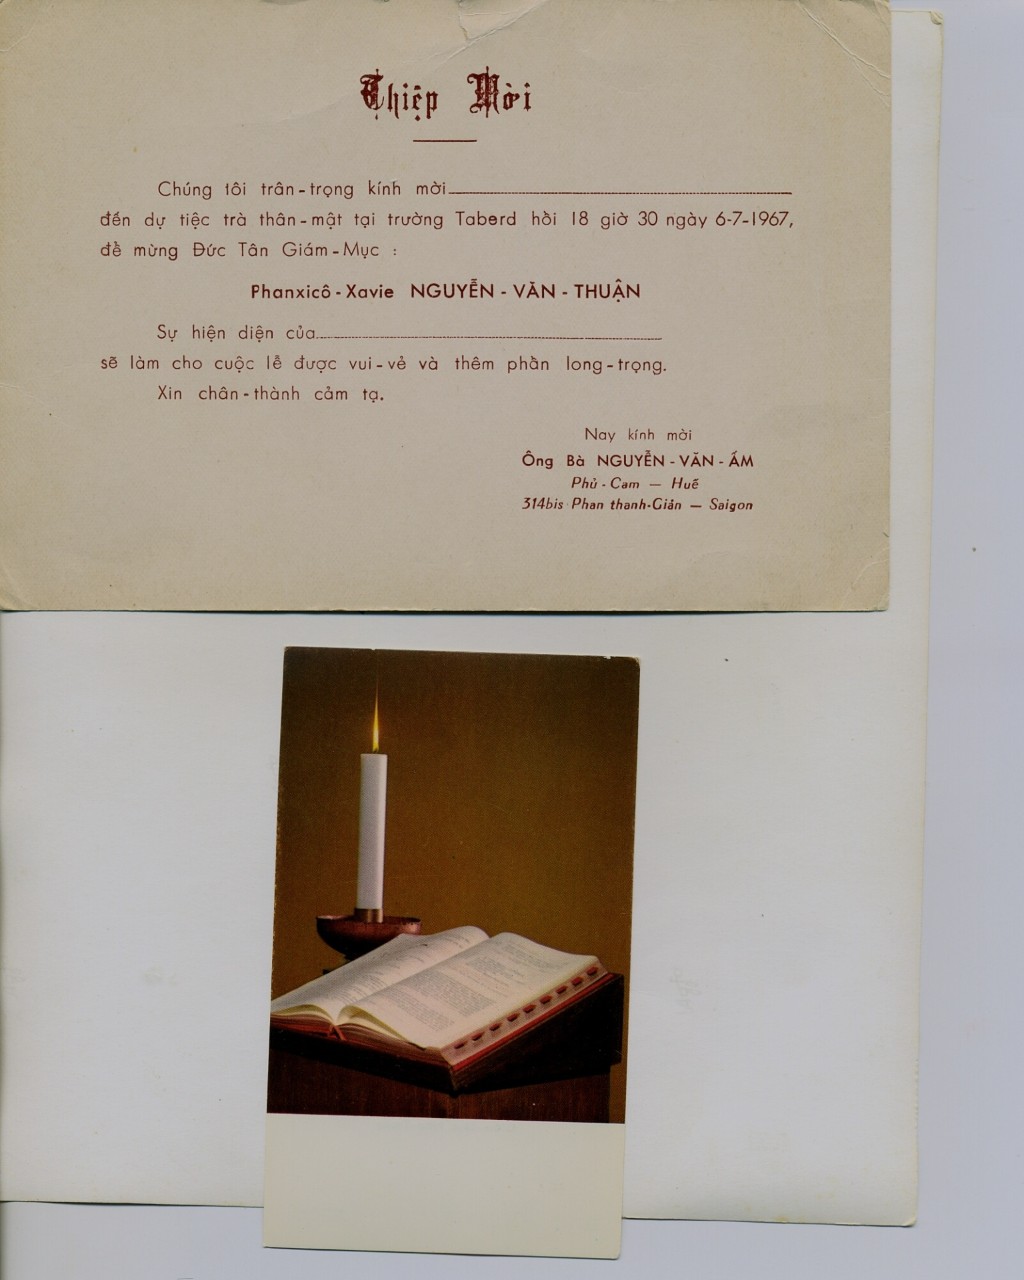 Thiệp Mời
Chúng tôi trân-trọng kính mời
đến dự tiệc trà thân-mật tại trường Taberd hồi 18 giờ 30 ngày 6-7-1967,
để mừng Đức Tân Giám-Mục :
Phanxicô-Xavie NGUYỄN-VĂN-THUẬN
Sự hiện diện của
sẽ làm cho cuộc lễ được vui-vẻ và thêm phần long-trọng.
Xin chân-thành cảm tạ.
Nay kính mời
Ông Bà NGUYỄN-VĂN-ẤM
Phủ-Cam — Huế
314bis Phan thanh-Giản — Saigon